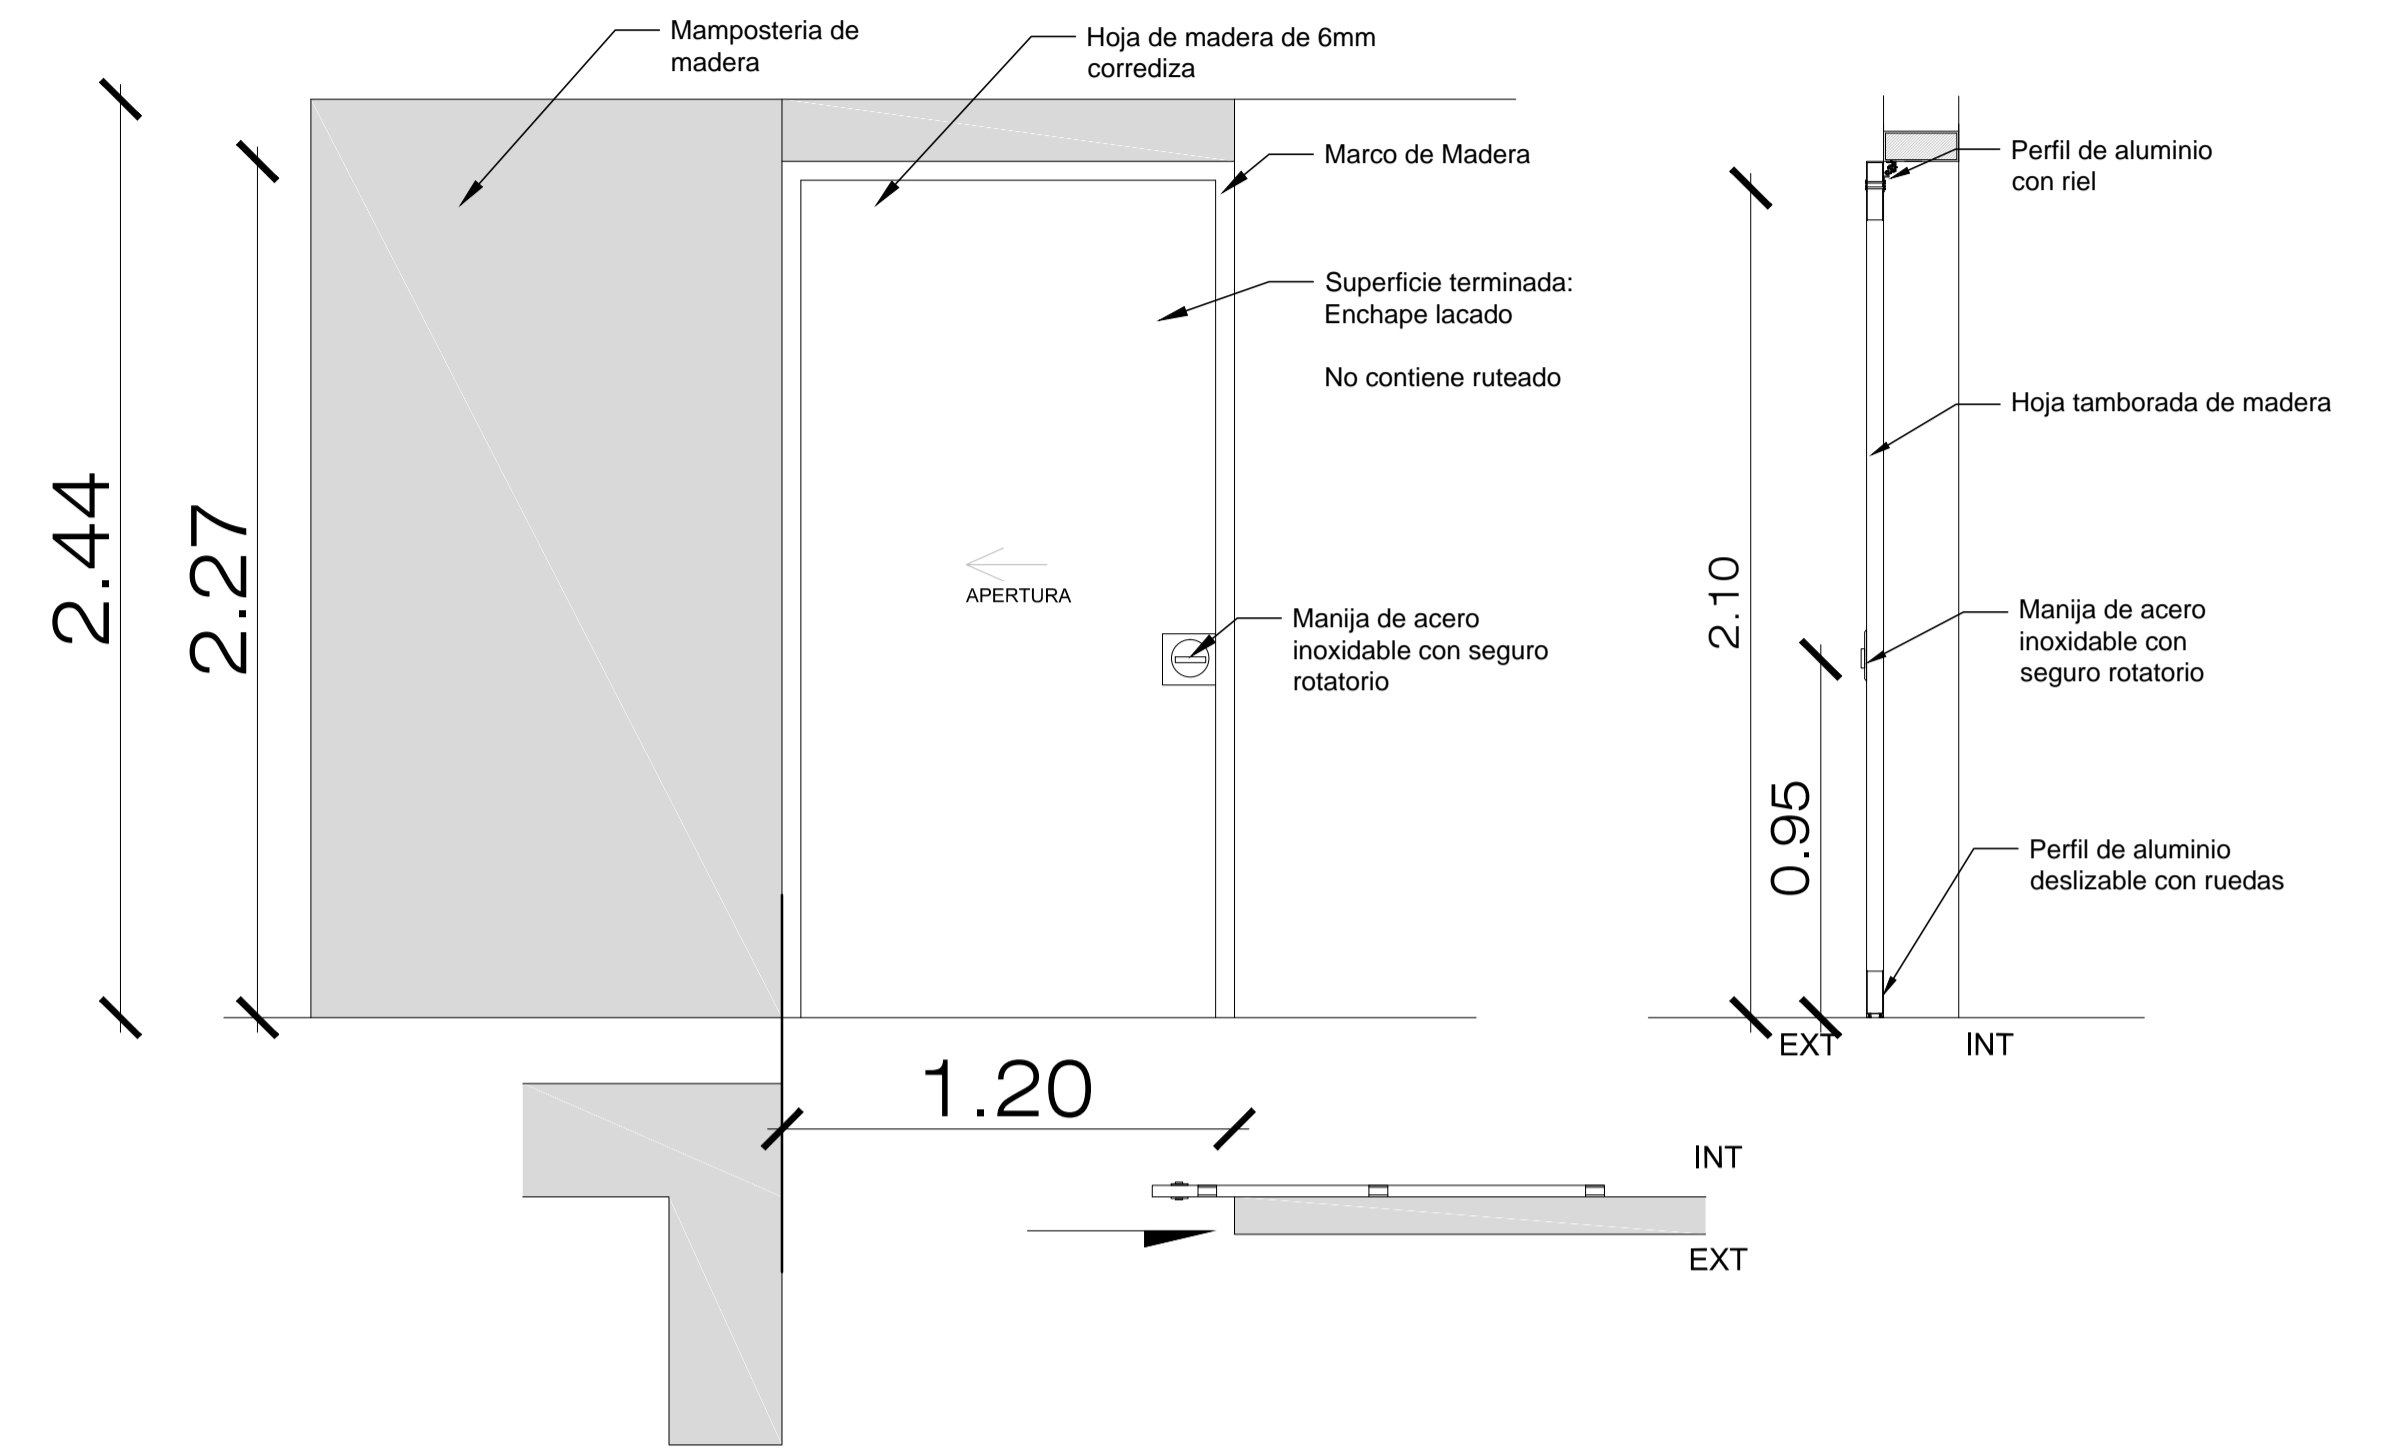 Mamposteria de
madera
Hoja de madera de 6mm
corrediza
Marco de Madera
Superficie terminada:
Enchape lacado
No contiene ruteado
2.44
2.27
APERTURA
Manija de acero
inoxidable con seguro
rotatorio
1.20
INT
EXT
Perfil de aluminio
con riel
Hoja tamborada de madera
2.10
Manija de acero
inoxidable con
seguro rotatorio
0.95
Perfil de aluminio
deslizable con ruedas
EXT
INT